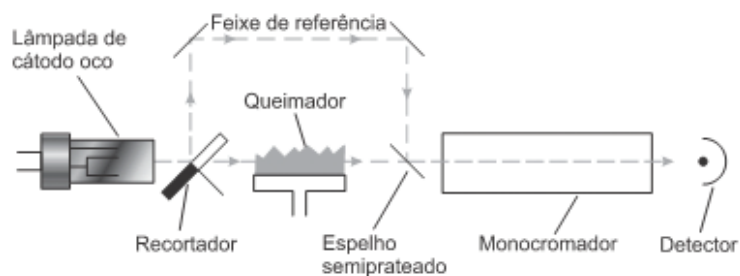 Feixe de referência
Lâmpada de
cátodo oco
Queimador
Recortador
Espelho
semiprateado
Monocromador
Detector